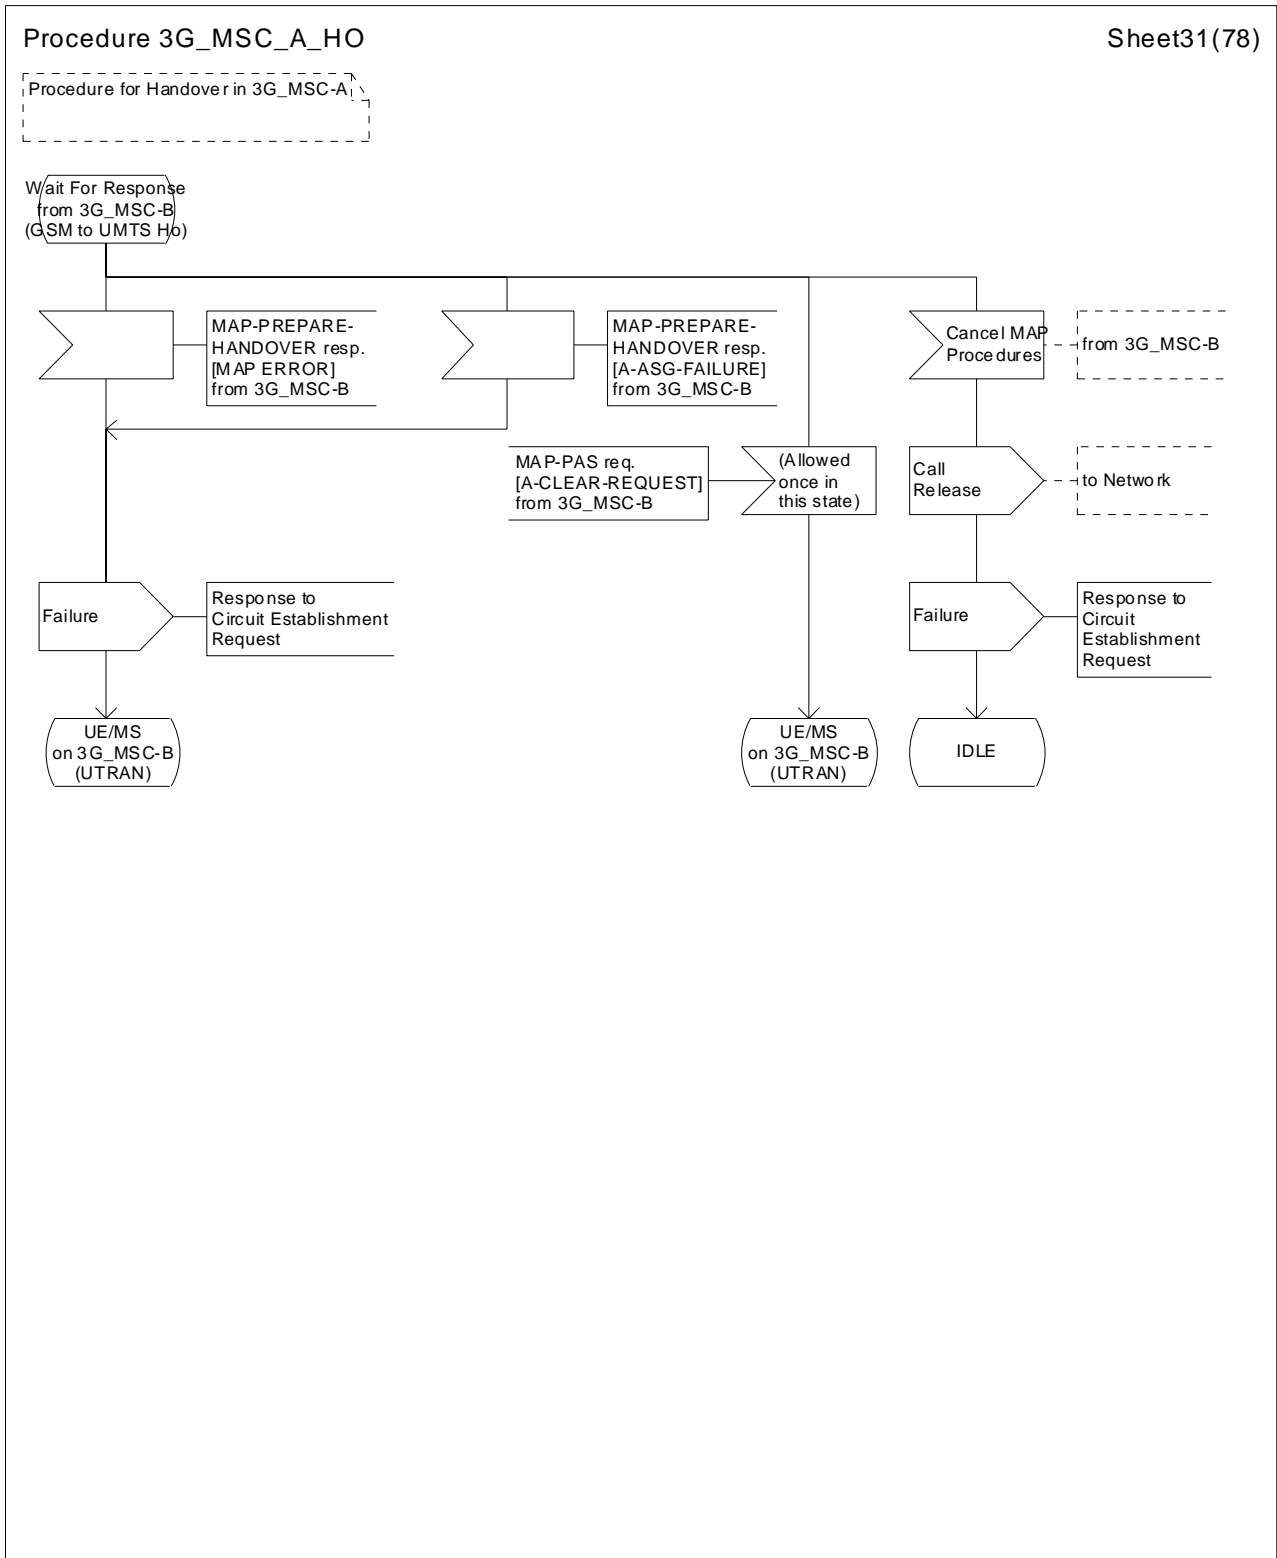 Procedure 3G_MSC_A_HO
Sheet31(78)
Procedure for Handover in 3G_MSC-A
Wait For Response
from 3G_MSC-B
(GSM to UMTS Ho)
MAP-PREPARE-
HANDOVER resp.
[MAP ERROR]
from 3G_MSC-B
MAP-PREPARE-
HANDOVER resp.
[A-ASG-FAILURE]
from 3G_MSC-B
Cancel MAP
Procedures
from 3G_MSC-B
MAP-PAS req.
[A-CLEAR-REQUEST]
from 3G_MSC-B
(Allowed
once in
this state)
Call
Release
to Network
Failure
Response to
Circuit Establishment
Request
Failure
Response to
Circuit
Establishment
Request
UE/MS
on 3G_MSC-B
(UTRAN)
UE/MS
on 3G_MSC-B
(UTRAN)
IDLE